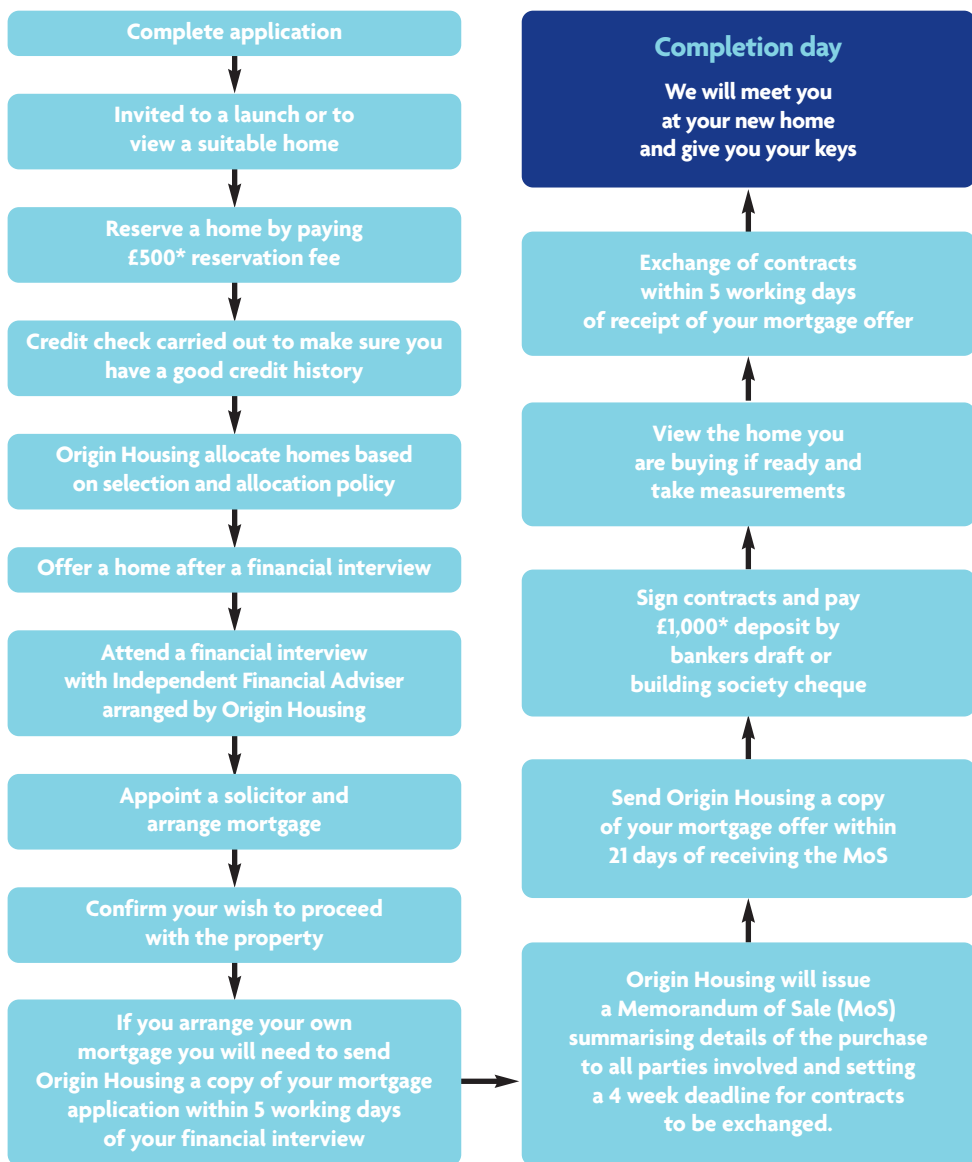 Complete application
Invited to a launch or to
view a suitable home
Reserve a home by paying
£500* reservation fee
Credit check carried out to make sure you
have a good credit history
Origin Housing allocate homes based
on selection and allocation policy
Offer a home after a financial interview
Attend a financial interview
with Independent Financial Adviser
arranged by Origin Housing
Appoint a solicitor and
arrange mortgage
Confirm your wish to proceed
with the property
If you arrange your own
mortgage you will need to send
Origin Housing a copy of your mortgage
application within 5 working days
of your financial interview
Origin Housing will issue
a Memorandum of Sale (MoS)
summarising details of the purchase
to all parties involved and setting
a 4 week deadline for contracts
to be exchanged.
Send Origin Housing a copy
of your mortgage offer within
21 days of receiving the MoS
Sign contracts and pay
£1,000* deposit by
bankers draft or
building society cheque
View the home you
are buying if ready and
take measurements
Exchange of contracts
within 5 working days
of receipt of your mortgage offer
Completion day
We will meet you
at your new home
and give you your keys